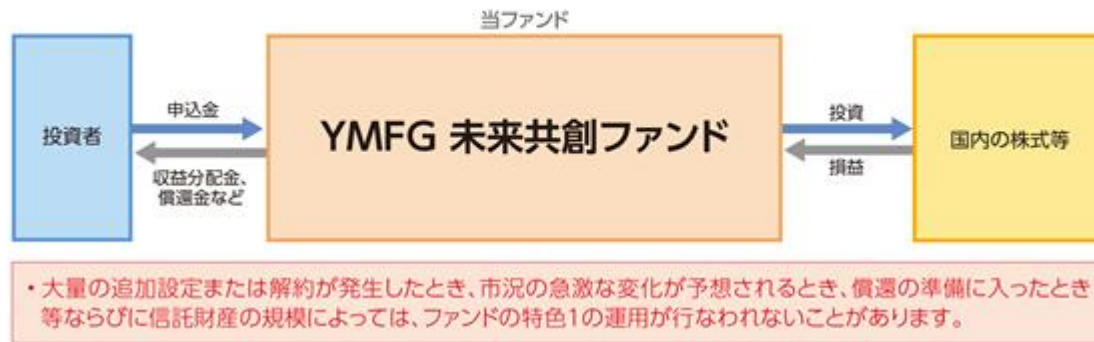 当ファンド
投資者
申込金
収益分配金、
償還金など
YMFG 未来共創ファンド
投資
損益
国内の株式等
・大量の追加設定または解約が発生したとき、市況の急激な変化が予想されるとき、償還の準備に入ったとき
等ならびに信託財産の規模によっては、ファンドの特色1の運用が行なわれないことがあります。